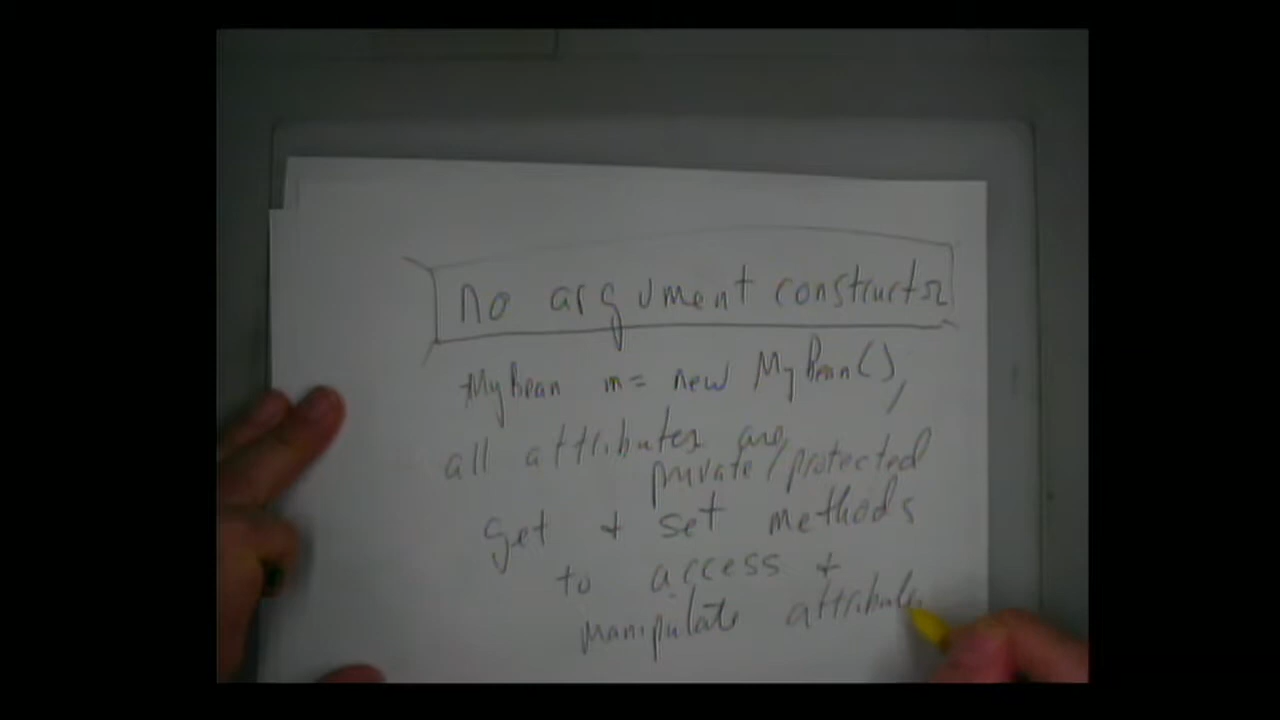 no argument constructor
MyBean m= new MyBean();
all attributes are
private/protected
get + set methods
to access +
manipulate attributes